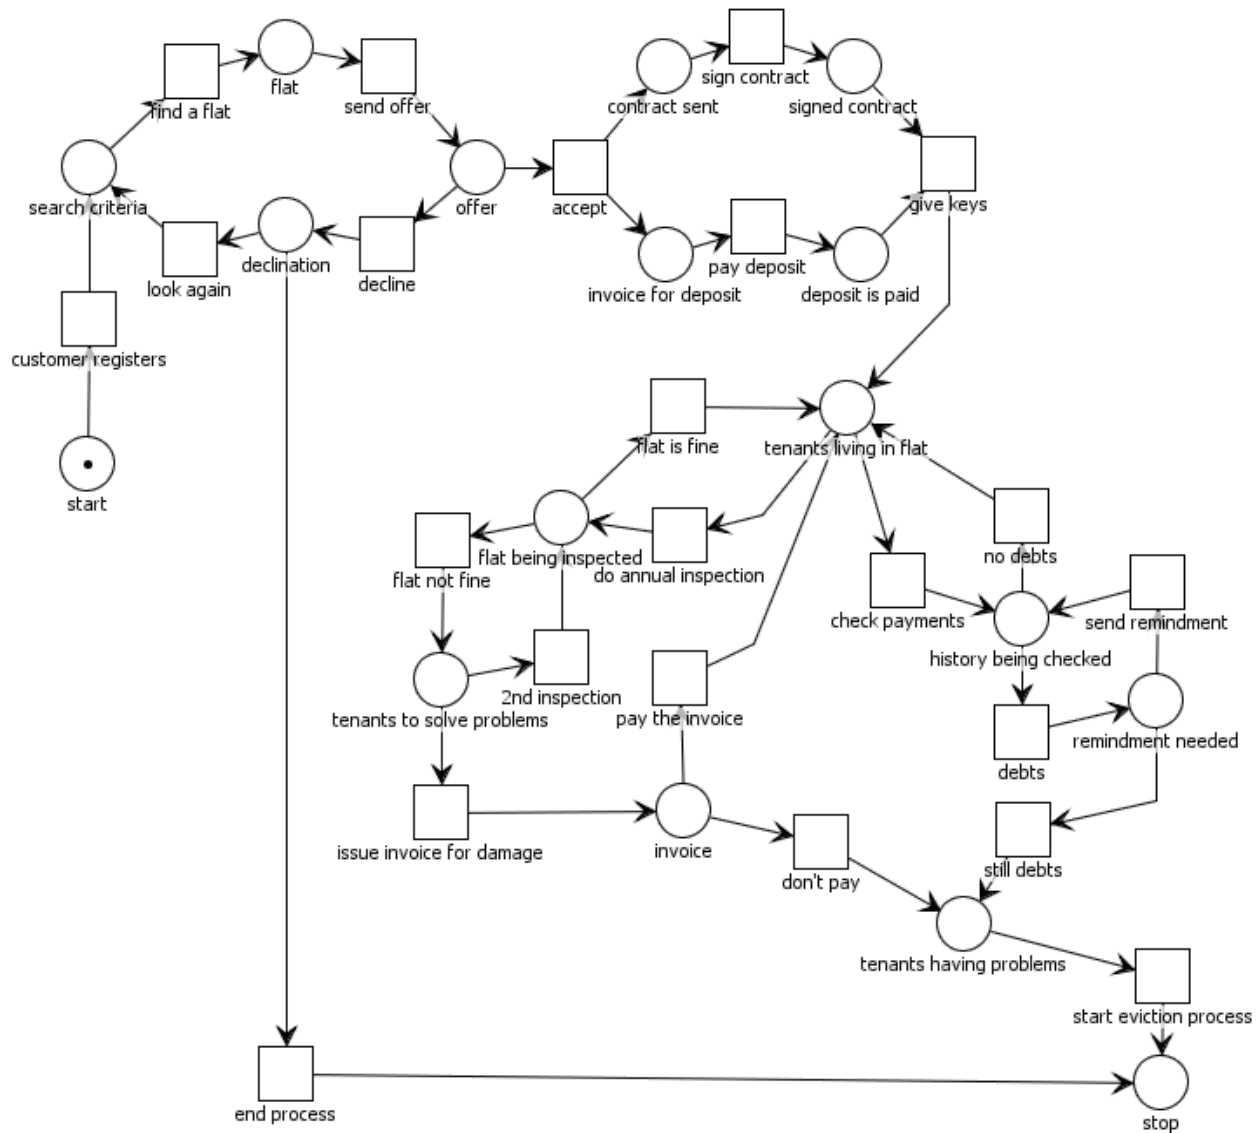 find a flat
flat
send offer
contract sent
sign contract
signed contract
search criteria
offer
accept
give keys
look again
declination
decline
invoice for deposit
pay deposit
deposit is paid
customer registers
start
flat is fine
tenants living in flat
flat not fine
flat being inspected
do annual inspection
no debts
check payments
send remindment
history being checked
tenants to solve problems
2nd inspection
pay the invoice
remindment needed
debts
issue invoice for damage
invoice
don't pay
still debts
tenants having problems
start eviction process
end process
stop